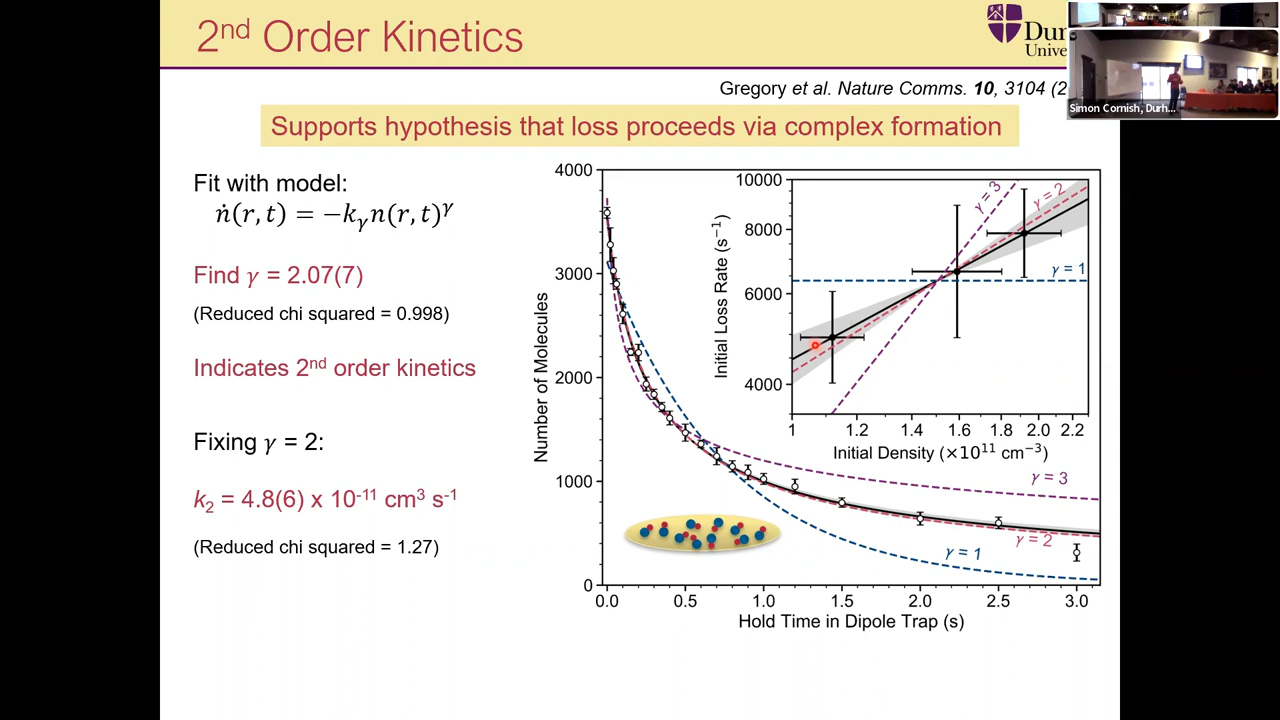 2nd Order Kinetics
Dur
Unive
Simon Cornish, Durh...
Gregory et al. Nature Comms. 10, 3104 (2
Supports hypothesis that loss proceeds via complex formation
Fit with model:
ṅ(r, t) = −kᵧn(r, t)ᵞ
Find γ = 2.07(7)
(Reduced chi squared = 0.998)
Indicates 2nd order kinetics
Fixing γ = 2:
k₂ = 4.8(6) x 10⁻¹¹ cm³ s⁻¹
(Reduced chi squared = 1.27)
Number of Molecules
4000
3000
2000
1000
0
0.0 0.5 1.0 1.5 2.0 2.5 3.0
Hold Time in Dipole Trap (s)
γ = 3
γ = 2
γ = 1
Initial Loss Rate (s⁻¹)
10000
8000
6000
4000
1 1.2 1.4 1.6 1.8 2.0 2.2
Initial Density (×10¹¹ cm⁻³)
γ = 3
γ = 2
γ = 1